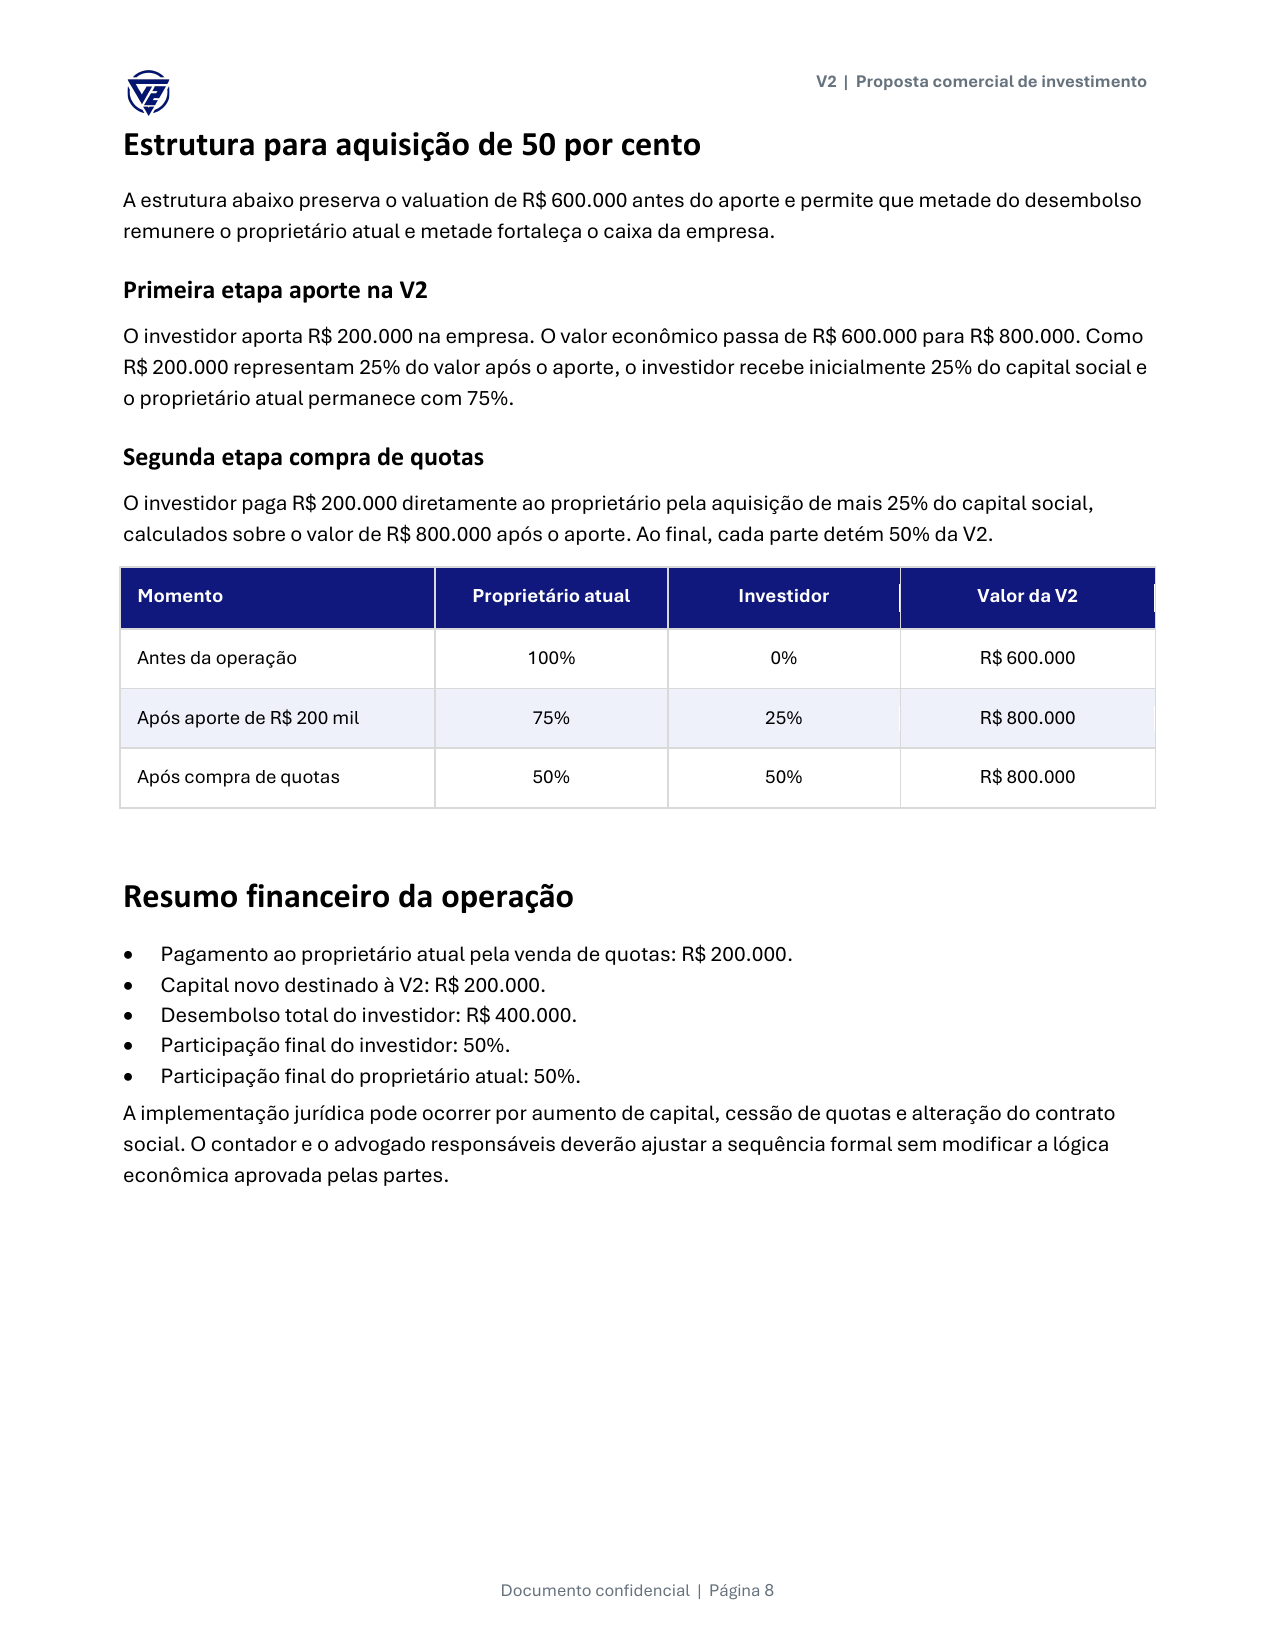 V2
V2 | Proposta comercial de investimento
Estrutura para aquisição de 50 por cento
A estrutura abaixo preserva o valuation de R$ 600.000 antes do aporte e permite que metade do desembolso
remunere o proprietário atual e metade fortaleça o caixa da empresa.
Primeira etapa aporte na V2
O investidor aporta R$ 200.000 na empresa. O valor econômico passa de R$ 600.000 para R$ 800.000. Como
R$ 200.000 representam 25% do valor após o aporte, o investidor recebe inicialmente 25% do capital social e
o proprietário atual permanece com 75%.
Segunda etapa compra de quotas
O investidor paga R$ 200.000 diretamente ao proprietário pela aquisição de mais 25% do capital social,
calculados sobre o valor de R$ 800.000 após o aporte. Ao final, cada parte detém 50% da V2.
Momento Proprietário atual Investidor Valor da V2
Antes da operação 100% 0% R$ 600.000
Após aporte de R$ 200 mil 75% 25% R$ 800.000
Após compra de quotas 50% 50% R$ 800.000
Resumo financeiro da operação
• Pagamento ao proprietário atual pela venda de quotas: R$ 200.000.
• Capital novo destinado à V2: R$ 200.000.
• Desembolso total do investidor: R$ 400.000.
• Participação final do investidor: 50%.
• Participação final do proprietário atual: 50%.
A implementação jurídica pode ocorrer por aumento de capital, cessão de quotas e alteração do contrato
social. O contador e o advogado responsáveis deverão ajustar a sequência formal sem modificar a lógica
econômica aprovada pelas partes.
Documento confidencial | Página 8